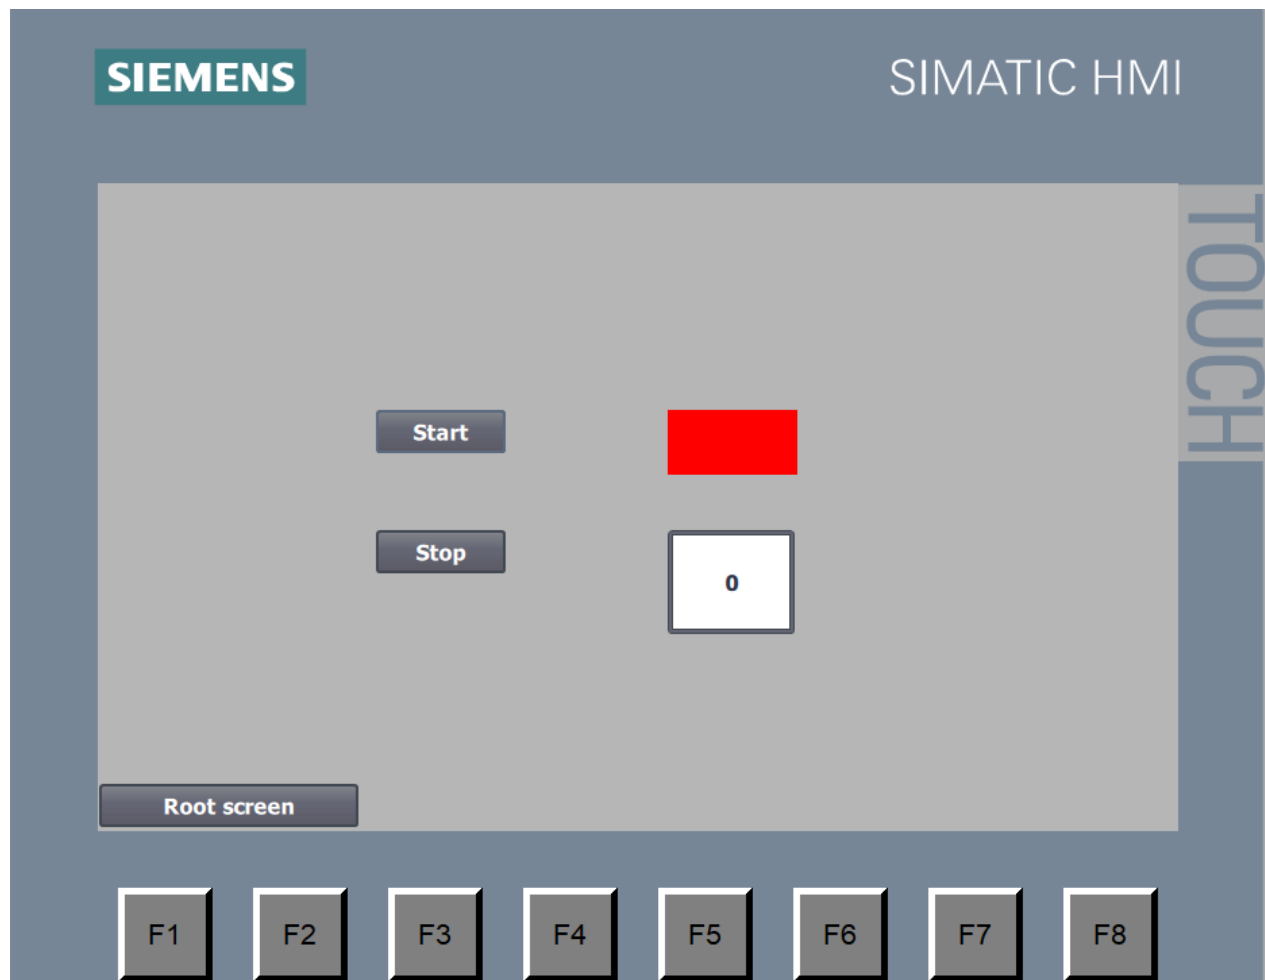 SIEMENS
SIMATIC HMI
TOUCH
Start
Stop
0
Root screen
F1
F2
F3
F4
F5
F6
F7
F8